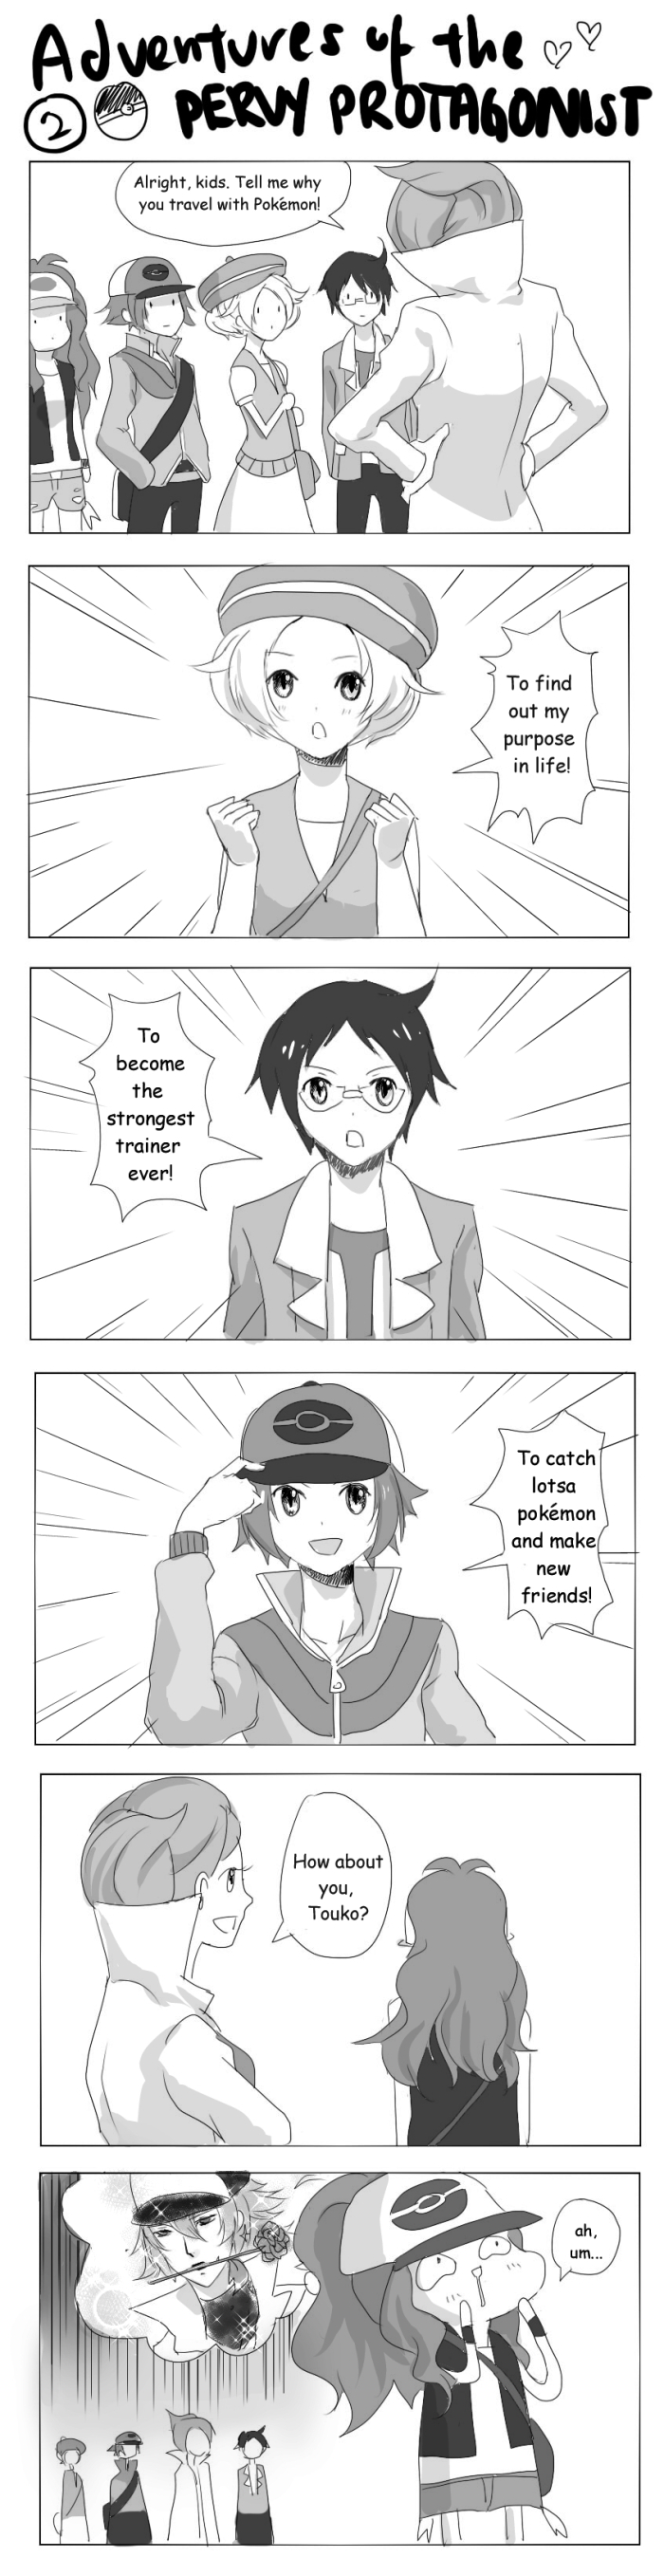 Adventures of the
② PERVY PROTAGONIST
Alright, kids. Tell me why
you travel with Pokémon!
To find
out my
purpose
in life!
To
become
the
strongest
trainer
ever!
To catch
lotsa
pokémon
and make
new
friends!
How about
you,
Touko?
ah,
um...